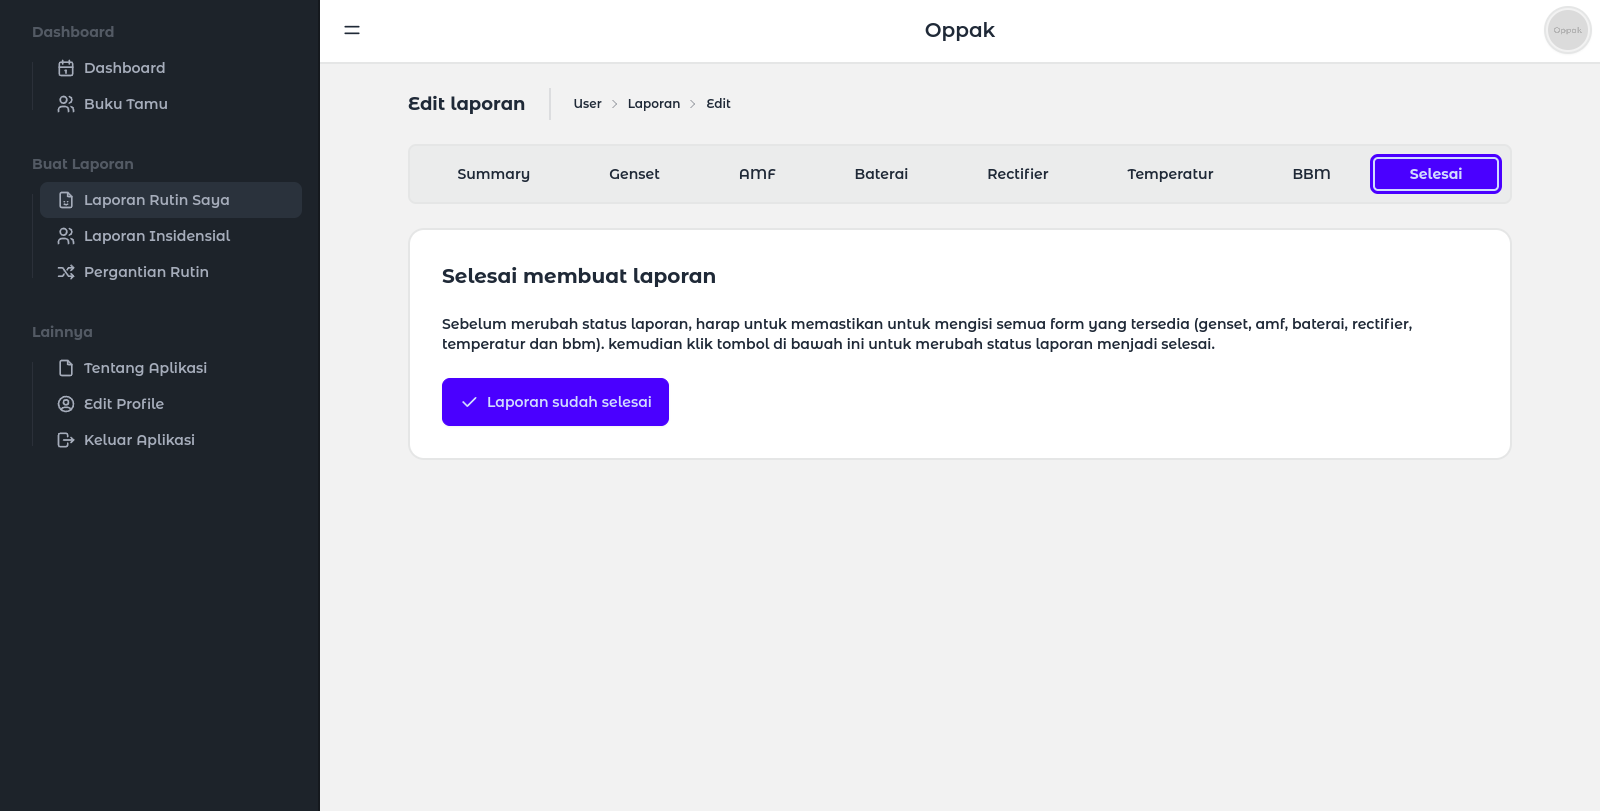 Dashboard
Dashboard
Buku Tamu
Buat Laporan
Laporan Rutin Saya
Laporan Insidensial
Pergantian Rutin
Lainnya
Tentang Aplikasi
Edit Profile
Keluar Aplikasi
Oppak
Oppak
Edit laporan
User > Laporan > Edit
Summary Genset AMF Baterai Rectifier Temperatur BBM Selesai
Selesai membuat laporan
Sebelum merubah status laporan, harap untuk memastikan untuk mengisi semua form yang tersedia (genset, amf, baterai, rectifier,
temperatur dan bbm). kemudian klik tombol di bawah ini untuk merubah status laporan menjadi selesai.
Laporan sudah selesai